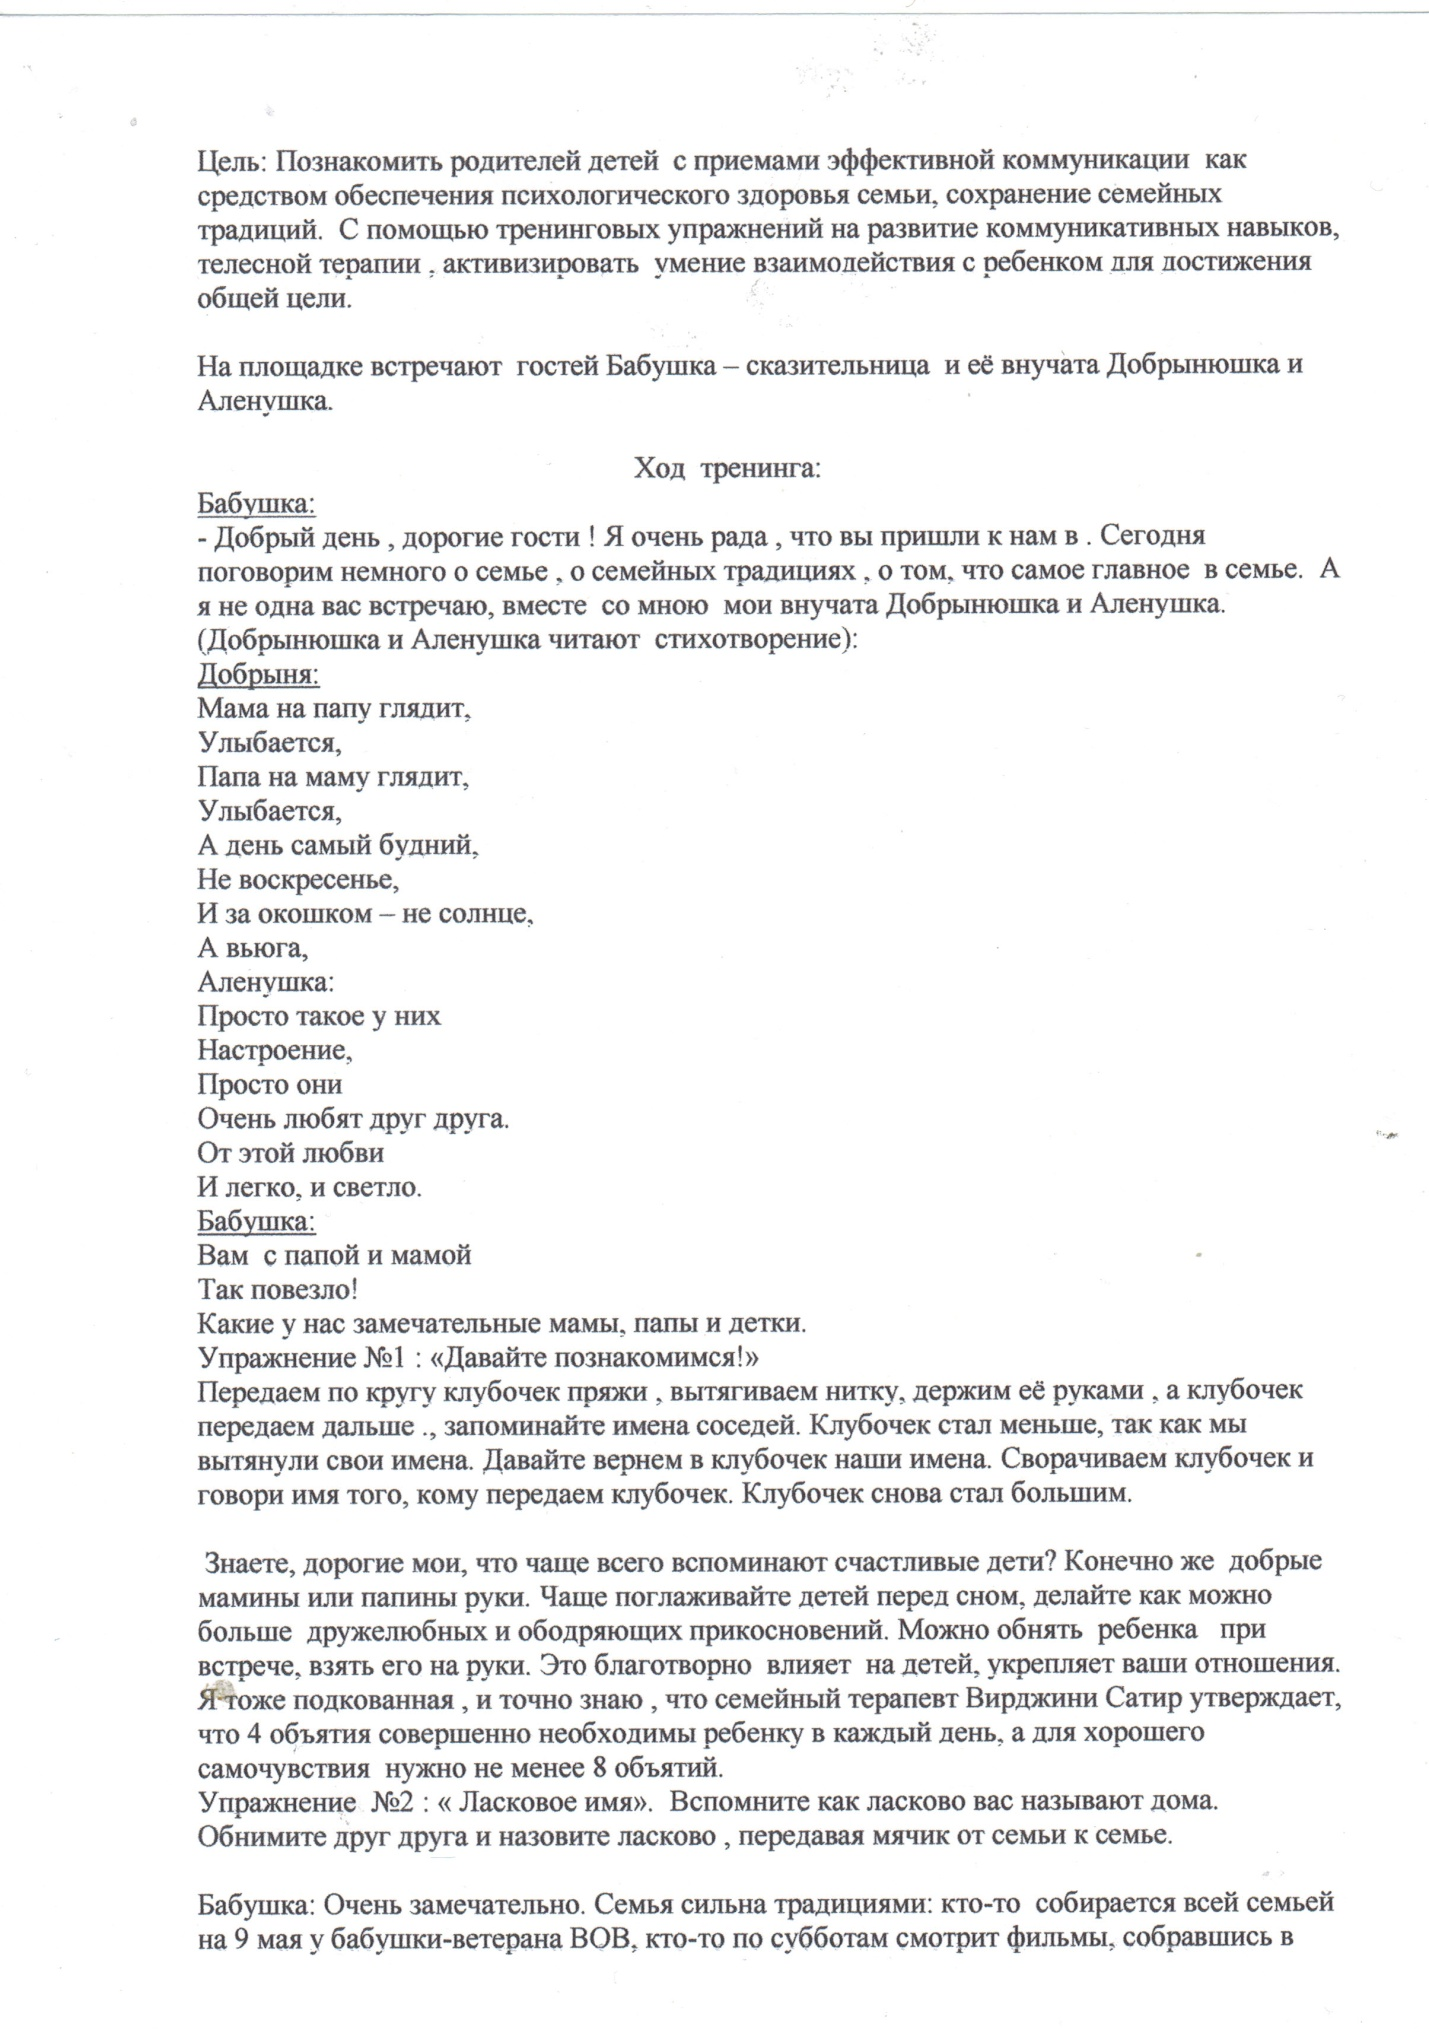 Цель: Познакомить родителей детей  с приемами эффективной коммуникации  как
средством обеспечения психологического здоровья семьи, сохранение семейных
традиций.  С помощью тренинговых упражнений на развитие коммуникативных навыков,
телесной терапии , активизировать  умение взаимодействия с ребенком для достижения
общей цели.
На площадке встречают  гостей Бабушка – сказительница  и её внучата Добрынюшка и
Аленушка.
Ход  тренинга:
Бабушка:
- Добрый день , дорогие гости ! Я очень рада , что вы пришли к нам в . Сегодня
поговорим немного о семье , о семейных традициях , о том, что самое главное  в семье.  А
я не одна вас встречаю, вместе  со мною  мои внучата Добрынюшка и Аленушка.
(Добрынюшка и Аленушка читают  стихотворение):
Добрыня:
Мама на папу глядит,
Улыбается,
Папа на маму глядит,
Улыбается,
А день самый будний,
Не воскресенье,
И за окошком – не солнце,
А вьюга,
Аленушка:
Просто такое у них
Настроение,
Просто они
Очень любят друг друга.
От этой любви
И легко, и светло.
Бабушка:
Вам  с папой и мамой
Так повезло!
Какие у нас замечательные мамы, папы и детки.
Упражнение №1 : «Давайте познакомимся!»
Передаем по кругу клубочек пряжи , вытягиваем нитку, держим её руками , а клубочек
передаем дальше ., запоминайте имена соседей. Клубочек стал меньше, так как мы
вытянули свои имена. Давайте вернем в клубочек наши имена. Сворачиваем клубочек и
говори имя того, кому передаем клубочек. Клубочек снова стал большим.
Знаете, дорогие мои, что чаще всего вспоминают счастливые дети? Конечно же  добрые
мамины или папины руки. Чаще поглаживайте детей перед сном, делайте как можно
больше  дружелюбных и ободряющих прикосновений. Можно обнять  ребенка   при
встрече, взять его на руки. Это благотворно  влияет  на детей, укрепляет ваши отношения.
Я тоже подкованная , и точно знаю , что семейный терапевт Вирджини Сатир утверждает,
что 4 объятия совершенно необходимы ребенку в каждый день, а для хорошего
самочувствия  нужно не менее 8 объятий.
Упражнение  №2 : « Ласковое имя».  Вспомните как ласково вас называют дома.
Обнимите друг друга и назовите ласково , передавая мячик от семьи к семье.
Бабушка: Очень замечательно. Семья сильна традициями: кто-то  собирается всей семьей
на 9 мая у бабушки-ветерана ВОВ, кто-то по субботам смотрит фильмы, собравшись в